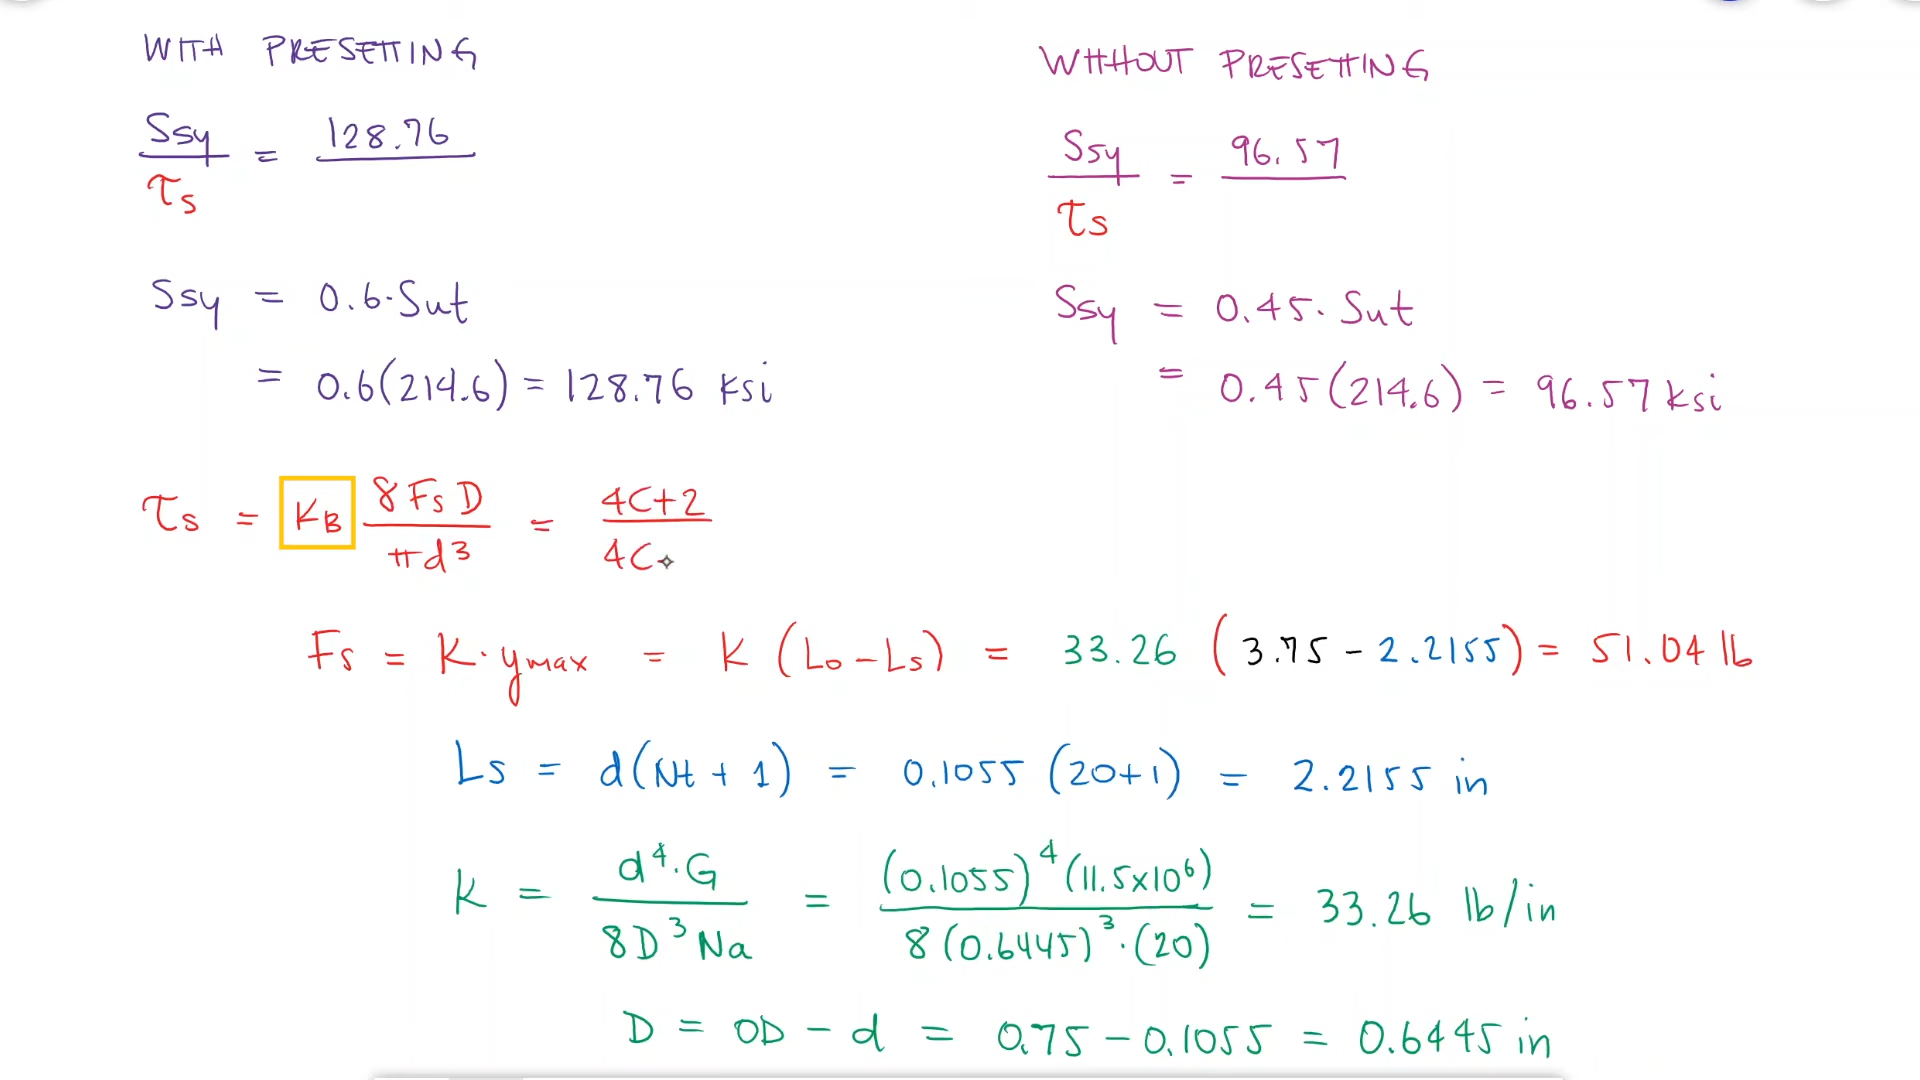 WITH PRESETTING
Ssy/τs = 128.76/
Ssy = 0.6·Sut
= 0.6(214.6) = 128.76 ksi
WITHOUT PRESETTING
Ssy/τs = 96.57/
Ssy = 0.45·Sut
= 0.45(214.6) = 96.57 ksi
τs = KB 8FsD/πd³ = 4C+2/4C
Fs = K·ymax = K (Lo-Ls) = 33.26 (3.75 - 2.2155) = 51.04 lb
Ls = d(Nt + 1) = 0.1055 (20+1) = 2.2155 in
K = d⁴·G/8D³Na = (0.1055)⁴(11.5x10⁶)/8(0.6445)³·(20) = 33.26 lb/in
D = OD - d = 0.75 - 0.1055 = 0.6445 in